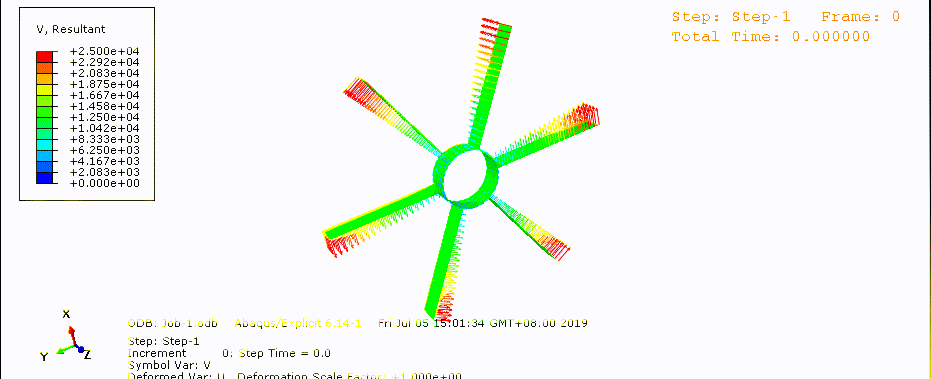 V, Resultant
+2.500e+04
+2.292e+04
+2.083e+04
+1.875e+04
+1.667e+04
+1.458e+04
+1.250e+04
+1.042e+04
+8.333e+03
+6.250e+03
+4.167e+03
+2.083e+03
+0.000e+00
Step: Step-1 Frame: 0
Total Time: 0.000000
X
Y
Z
ODB: Job-1.odb Abaqus/Explicit 6.14-1 Fri Jul 05 15:01:34 GMT+08:00 2019
Step: Step-1
Increment 0: Step Time = 0.0
Symbol Var: V
Deformed Var: U Deformation Scale Factor: +1.000e+00